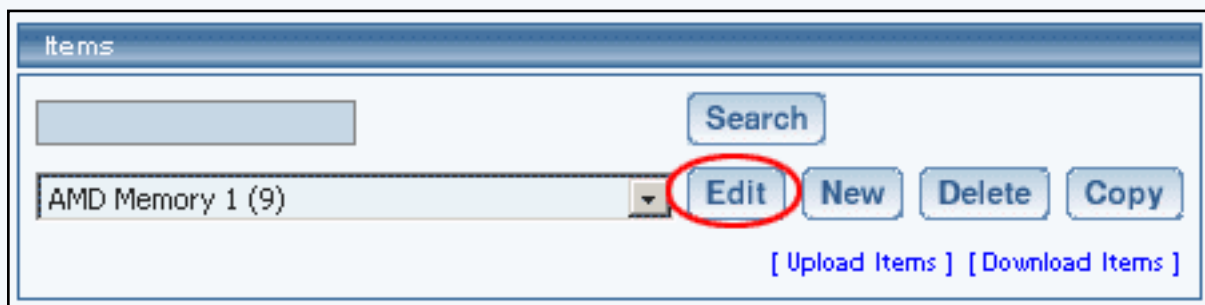 Items
Search
AMD Memory 1 (9) Edit New Delete Copy
[ Upload Items ] [ Download Items ]